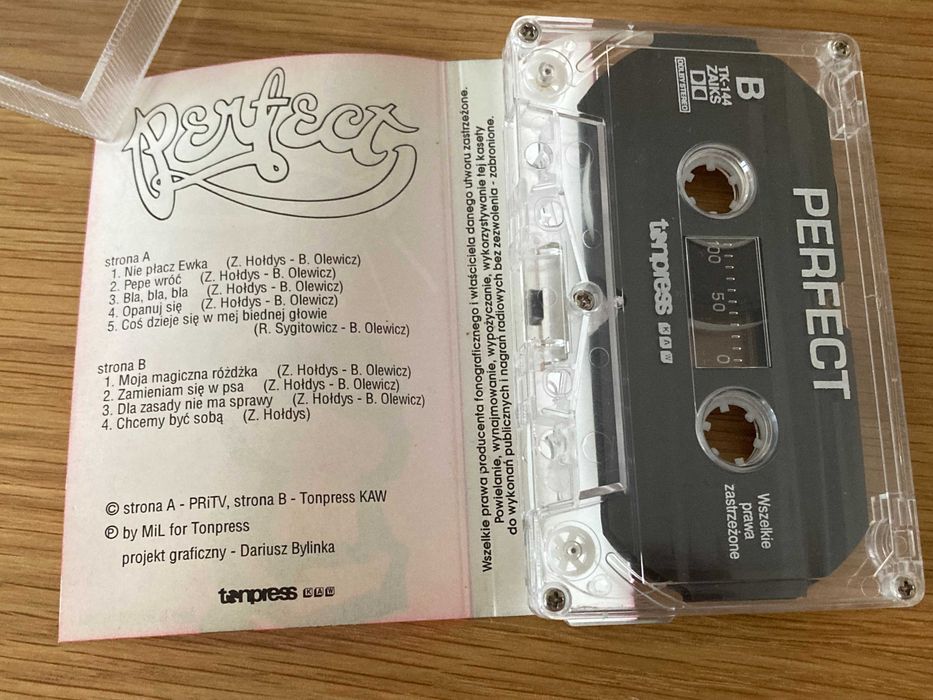 Perfect
strona A
1. Nie płacz Ewka (Z. Hołdys - B. Olewicz)
2. Pepe wróć (Z. Hołdys - B. Olewicz)
3. Bla, bla, bla (Z. Hołdys - B. Olewicz)
4. Opanuj się (Z. Hołdys - B. Olewicz)
5. Coś dzieje się w mej biednej głowie
(R. Sygitowicz - B. Olewicz)
strona B
1. Moja magiczna różdżka (Z. Hołdys - B. Olewicz)
2. Zamieniam się w psa (Z. Hołdys - B. Olewicz)
3. Dla zasady nie ma sprawy (Z. Hołdys - B. Olewicz)
4. Chcemy być sobą (Z. Hołdys)
© strona A - PRiTV, strona B - Tonpress KAW
℗ by MiL for Tonpress
projekt graficzny - Dariusz Bylinka
tonpress KAW
Wszelkie prawa producenta fonograficznego i właściciela danego utworu zastrzeżone.
Powielanie, wynajmowanie, wypożyczanie, wykorzystywanie tej kasety
do wykonań publicznych i nagrań radiowych bez zezwolenia - zabronione.
B
TK-144
ZAIKS
DOLBY STEREO
PERFECT
tonpress KAW
100 50 0
Wszelkie
prawa
zastrzeżone